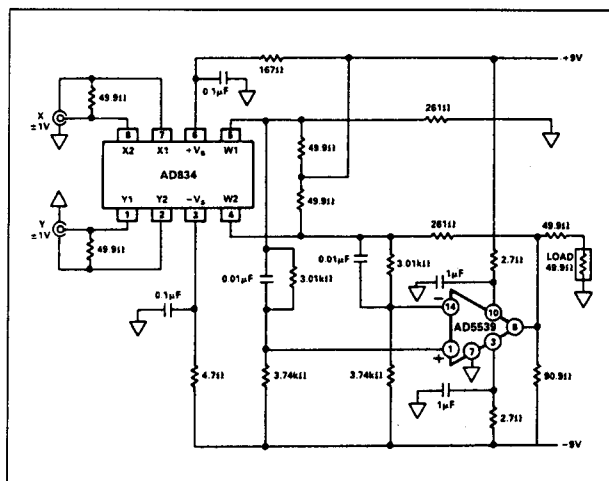 +9V
167Ω
0.1μF
261Ω
X
±1V
49.9Ω
8 7 6 5
X2 X1 +VS W1
AD834
Y1 Y2 −VS W2
1 2 3 4
49.9Ω
49.9Ω
Y
±1V
49.9Ω
261Ω
49.9Ω
LOAD
49.9Ω
0.01μF
3.01kΩ
0.01μF
3.01kΩ
1μF
2.7Ω
0.1μF
−
14
10
AD5539
8
1
+
7
3
4.7Ω
3.74kΩ
3.74kΩ
1μF
2.7Ω
90.9Ω
−9V